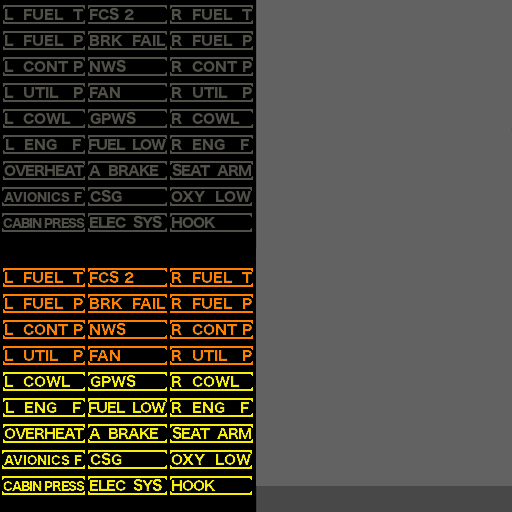 L FUEL T FCS 2 R FUEL T
L FUEL P BRK FAIL R FUEL P
L CONT P NWS R CONT P
L UTIL P FAN R UTIL P
L COWL GPWS R COWL
L ENG F FUEL LOW R ENG F
OVERHEAT A BRAKE SEAT ARM
AVIONICS F CSG OXY LOW
CABIN PRESS ELEC SYS HOOK
L FUEL T FCS 2 R FUEL T
L FUEL P BRK FAIL R FUEL P
L CONT P NWS R CONT P
L UTIL P FAN R UTIL P
L COWL GPWS R COWL
L ENG F FUEL LOW R ENG F
OVERHEAT A BRAKE SEAT ARM
AVIONICS F CSG OXY LOW
CABIN PRESS ELEC SYS HOOK